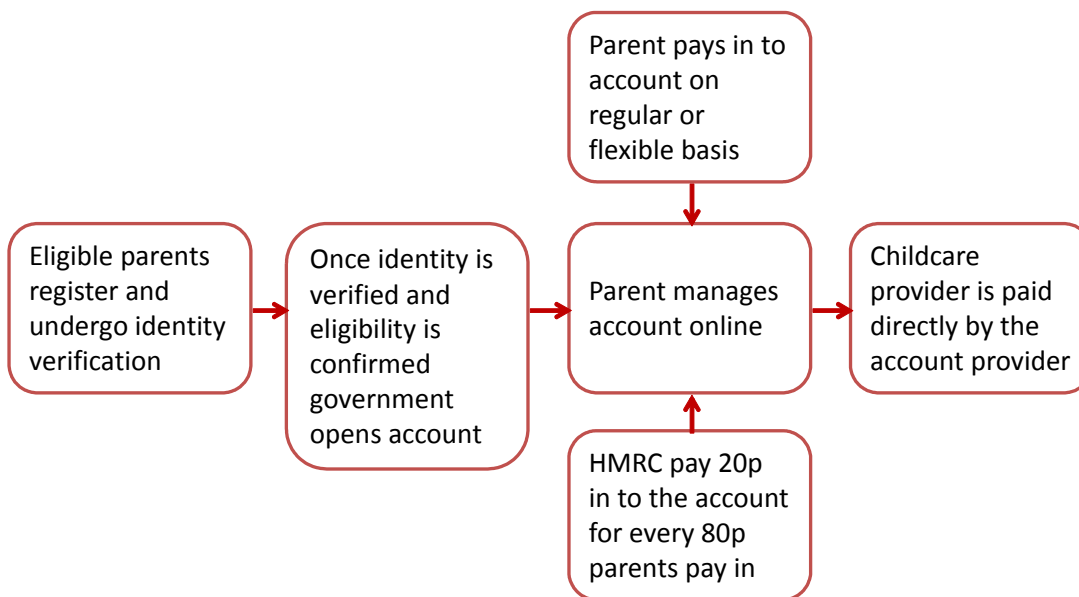 Parent pays in to
account on
regular or
flexible basis
Eligible parents
register and
undergo identity
verification
Once identity is
verified and
eligibility is
confirmed
government
opens account
Parent manages
account online
Childcare
provider is paid
directly by the
account provider
HMRC pay 20p
in to the account
for every 80p
parents pay in